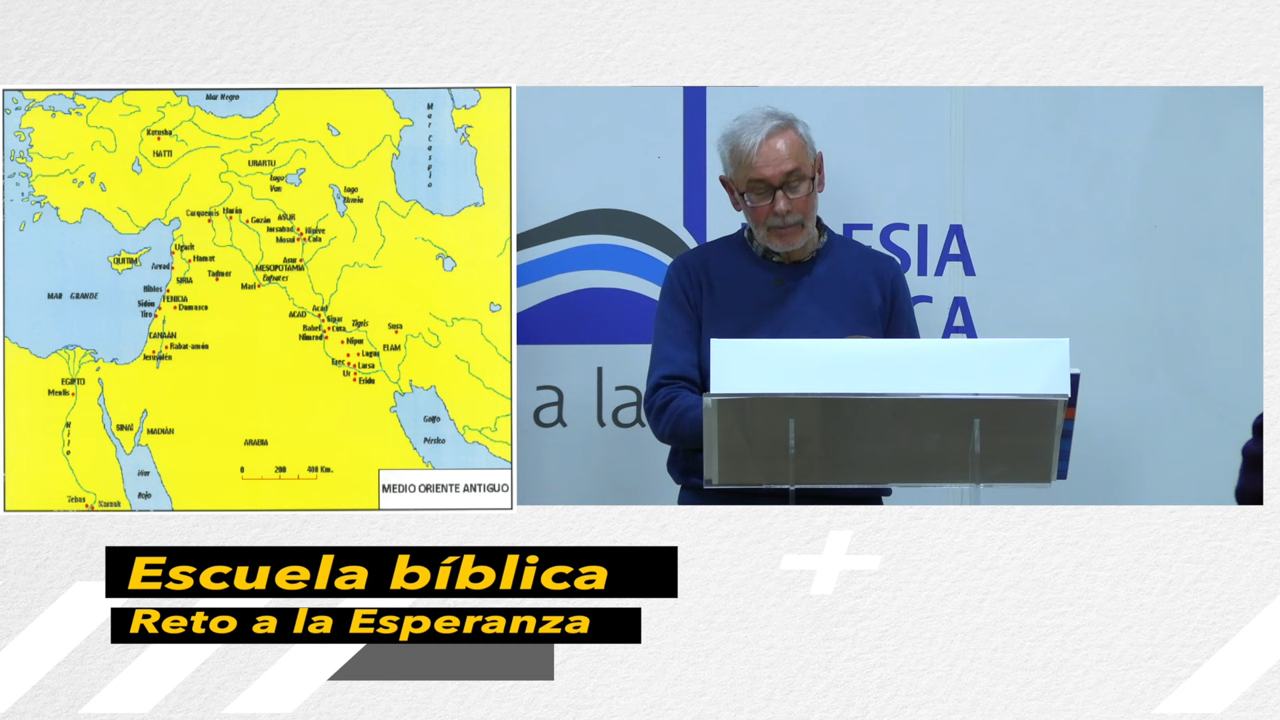 Mar Negro
Mar Caspio
HATTI
URARTU
Lago
Van
Lago
Carquemis
Harán
Gozán
ASUR
Nínive
Mosul
Cala
Asur
MESOPOTAMIA
Eufrates
Ugarit
Hamat
QUITIM
Arvad
Tadmor
SIRIA
Mari
Biblos
FENICIA
Sidón
Damasco
Tiro
MAR GRANDE
ACAD
Acad
Sipar
Tigris
Babel
Cuta
Nimrod
Nipur
Susa
ELAM
CANAÁN
Rabat-amón
Jerusalén
Lagas
Erec
Larsa
Ur
Eridu
EGIPTO
Menfis
Nilo
SINAÍ
MADIÁN
ARABIA
Golfo
Pérsico
Mar
Rojo
0 200 400 Km.
Tebas
Karnak
MEDIO ORIENTE ANTIGUO
ESIA
CA
a la
Escuela bíblica
Reto a la Esperanza